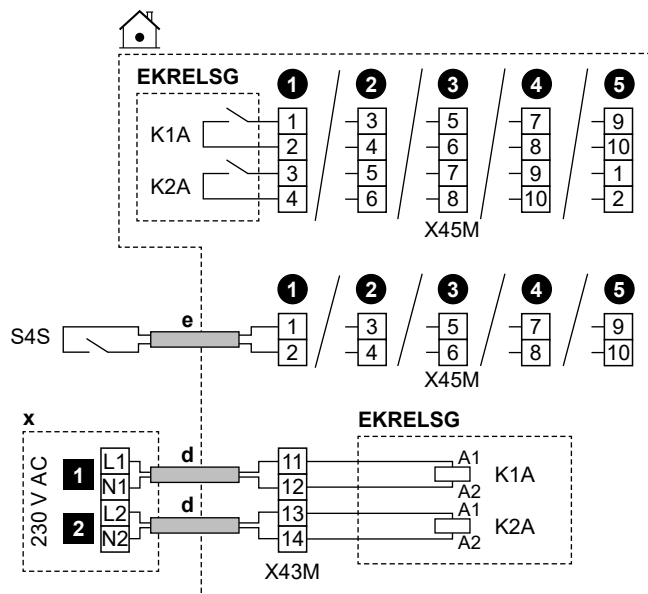 EKRELSG 1 2 3 4 5
K1A 1 3 5 7 9
2 4 6 8 10
K2A 3 5 7 9 1
4 6 8 10 2
X45M
1 2 3 4 5
e
S4S 1 3 5 7 9
2 4 6 8 10
X45M
x EKRELSG
230 V AC
1 L1 d 11 A1 K1A
N1 12 A2
2 L2 d 13 A1 K2A
N2 14 A2
X43M